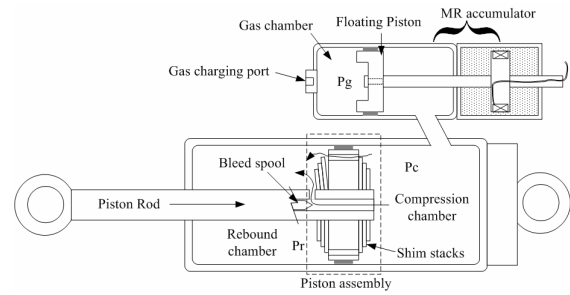 MR accumulator
Gas chamber
Floating Piston
Gas charging port
Pg
Bleed spool
Pc
Piston Rod
Compression
chamber
Rebound
chamber
Pr
Shim stacks
Piston assembly